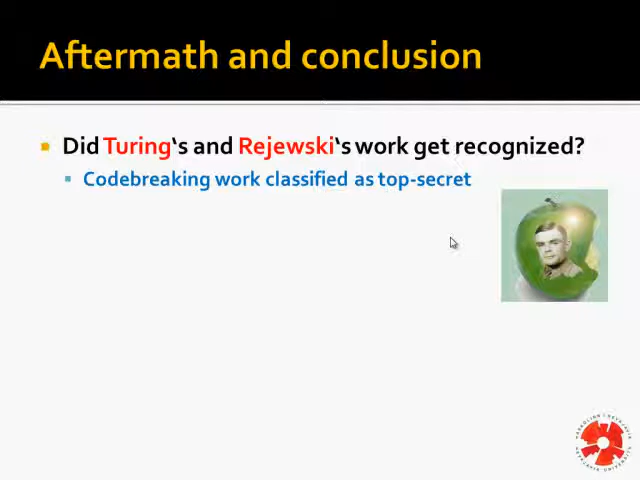 Aftermath and conclusion
Did Turing‘s and Rejewski‘s work get recognized?
Codebreaking work classified as top-secret